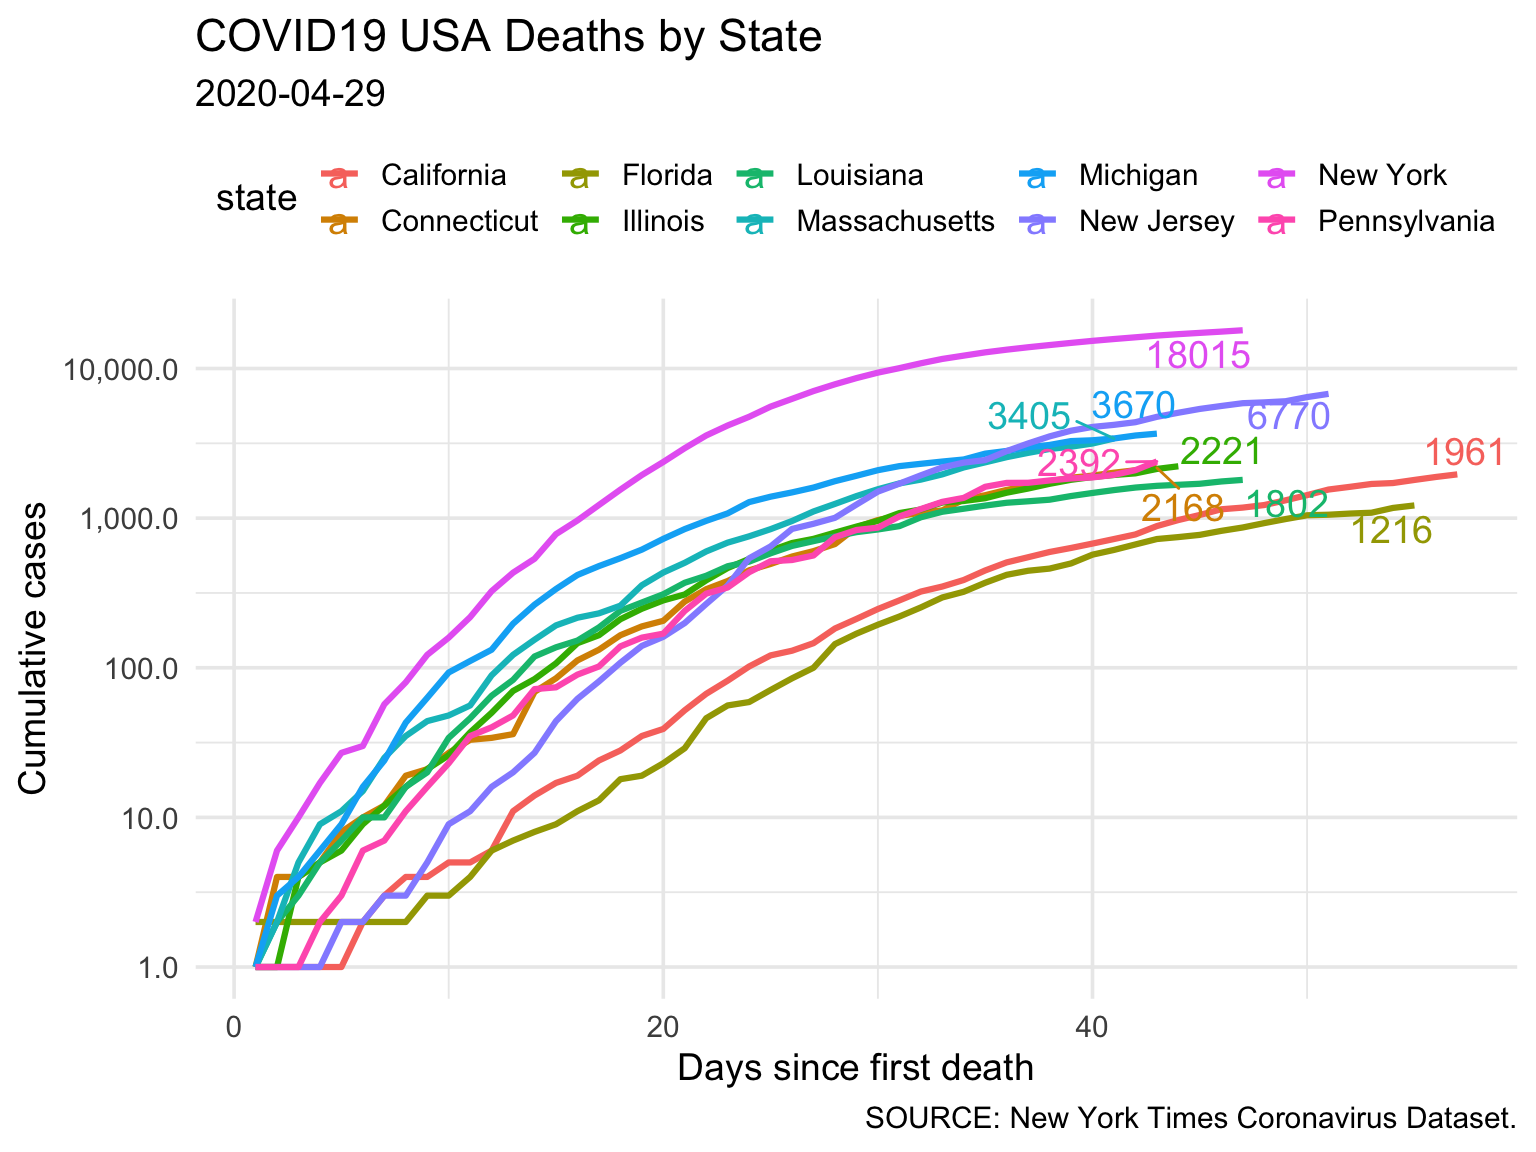 COVID19 USA Deaths by State
2020-04-29
state
a California a Florida a Louisiana a Michigan a New York
a Connecticut a Illinois a Massachusetts a New Jersey a Pennsylvania
Cumulative cases
10,000.0
1,000.0
100.0
10.0
1.0
18015
3405 3670 6770
2392 2221 1961
2168 1802 1216
0 20 40
Days since first death
SOURCE: New York Times Coronavirus Dataset.